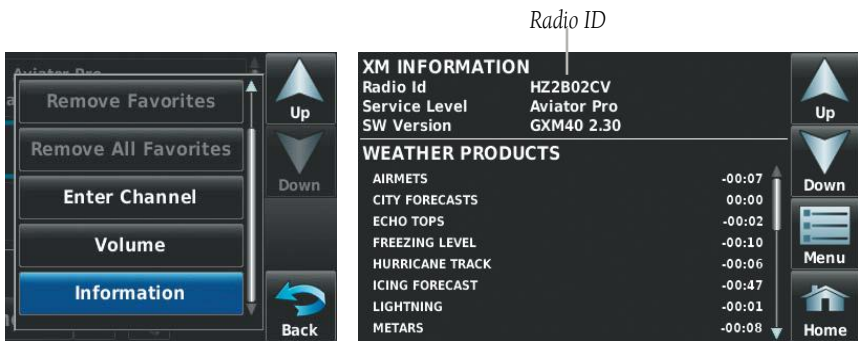 Radio ID
Aviator Pro
Remove Favorites
Remove All Favorites
Enter Channel
Volume
Information
Up
Down
Back
XM INFORMATION
Radio Id HZ2B02CV
Service Level Aviator Pro
SW Version GXM40 2.30
WEATHER PRODUCTS
AIRMETS -00:07
CITY FORECASTS 00:00
ECHO TOPS -00:02
FREEZING LEVEL -00:10
HURRICANE TRACK -00:06
ICING FORECAST -00:47
LIGHTNING -00:01
METARS -00:08
Up
Down
Menu
Home